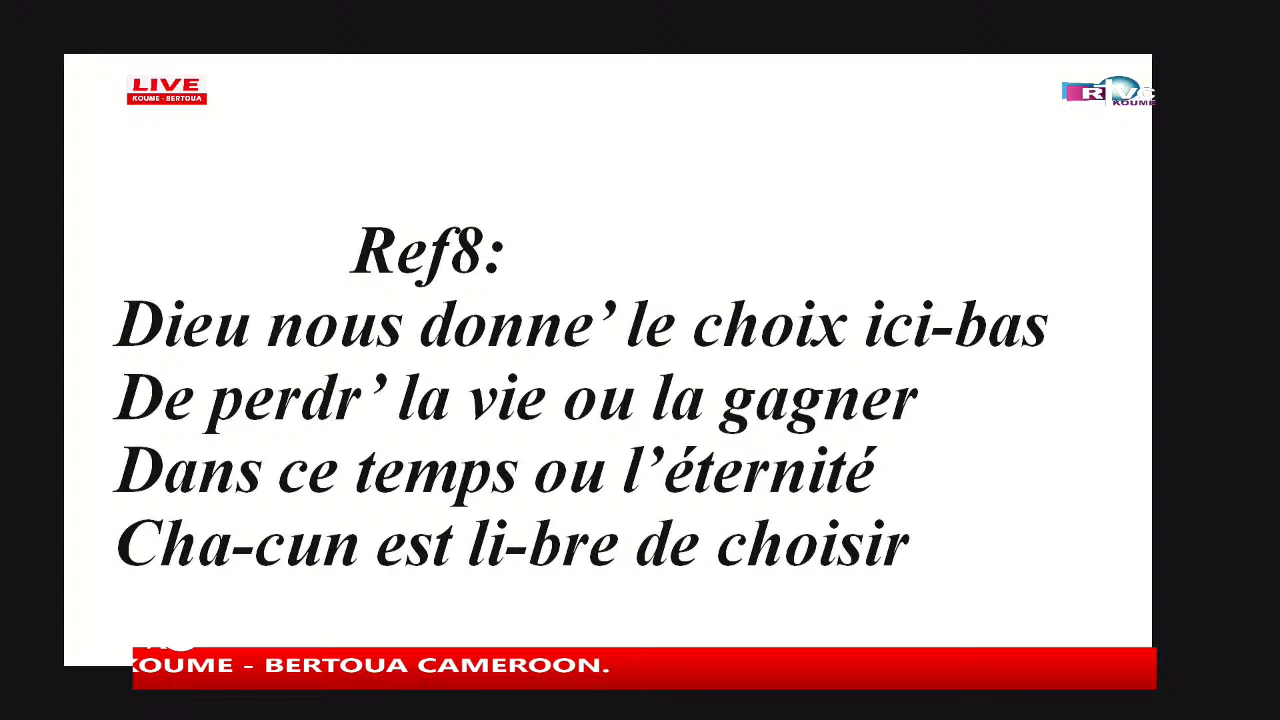 LIVE
KOUME - BERTOUA
KOUME
Ref8:
Dieu nous donne’ le choix ici-bas
De perdr’ la vie ou la gagner
Dans ce temps ou l’éternité
Cha-cun est li-bre de choisir
KOUME - BERTOUA CAMEROON.